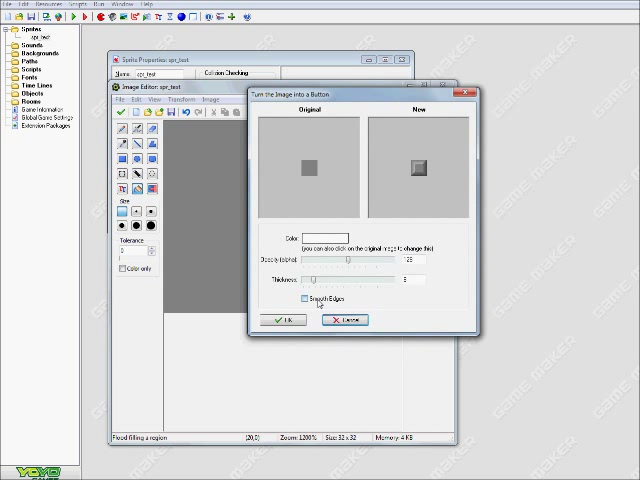 File Edit Resources Scripts Run Window Help
Sprites
spr_test
Sounds
Backgrounds
Paths
Scripts
Fonts
Time Lines
Objects
Rooms
Game Information
Global Game Settings
Extension Packages
Sprite Properties: spr_test
Name: spr_test
Collision Checking
Image Editor: spr_test
File Edit View Transform Image
Size
Tolerance
0
Color only
Turn the Image into a Button
Original
New
Color:
(you can also click on the original image to change this)
Opacity (alpha):
128
Thickness:
Smooth Edges
OK
Cancel
Flood filling a region
(20,0)
Zoom: 1200%
Size: 32 x 32
Memory: 4 KB
YOYO
GAMES
GAME MAKER